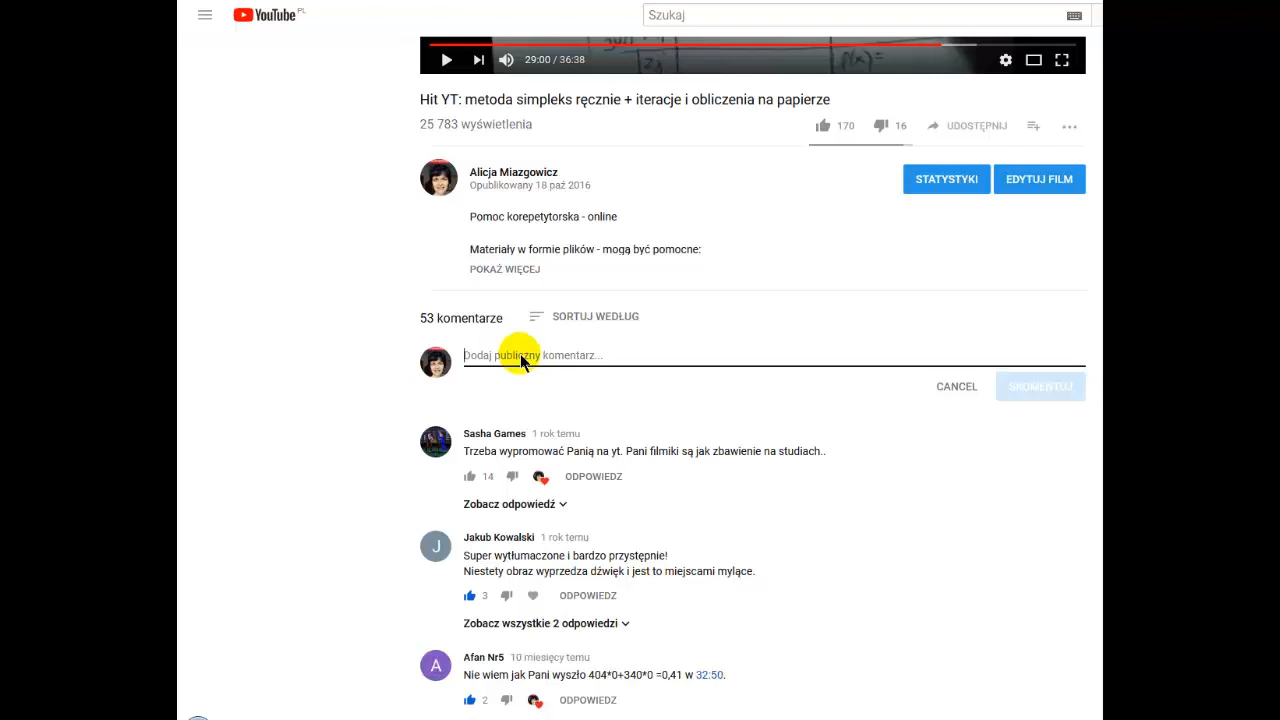 YouTube PL
Szukaj
29:00 / 36:38
Hit YT: metoda simpleks ręcznie + iteracje i obliczenia na papierze
25 783 wyświetlenia
170 16 UDOSTĘPNIJ
Alicja Miazgowicz
Opublikowany 18 paź 2016
STATYSTYKI EDYTUJ FILM
Pomoc korepetytorska - online
Materiały w formie plików - mogą być pomocne:
POKAŻ WIĘCEJ
53 komentarze SORTUJ WEDŁUG
Dodaj publiczny komentarz...
CANCEL SKOMENTUJ
Sasha Games 1 rok temu
Trzeba wypromować Panią na yt. Pani filmiki są jak zbawienie na studiach..
14 ODPOWIEDZ
Zobacz odpowiedź
J
Jakub Kowalski 1 rok temu
Super wytłumaczone i bardzo przystępnie!
Niestety obraz wyprzedza dźwięk i jest to miejscami mylące.
3 ODPOWIEDZ
Zobacz wszystkie 2 odpowiedzi
A
Afan Nr5 10 miesięcy temu
Nie wiem jak Pani wyszło 404*0+340*0 =0,41 w 32:50.
2 ODPOWIEDZ